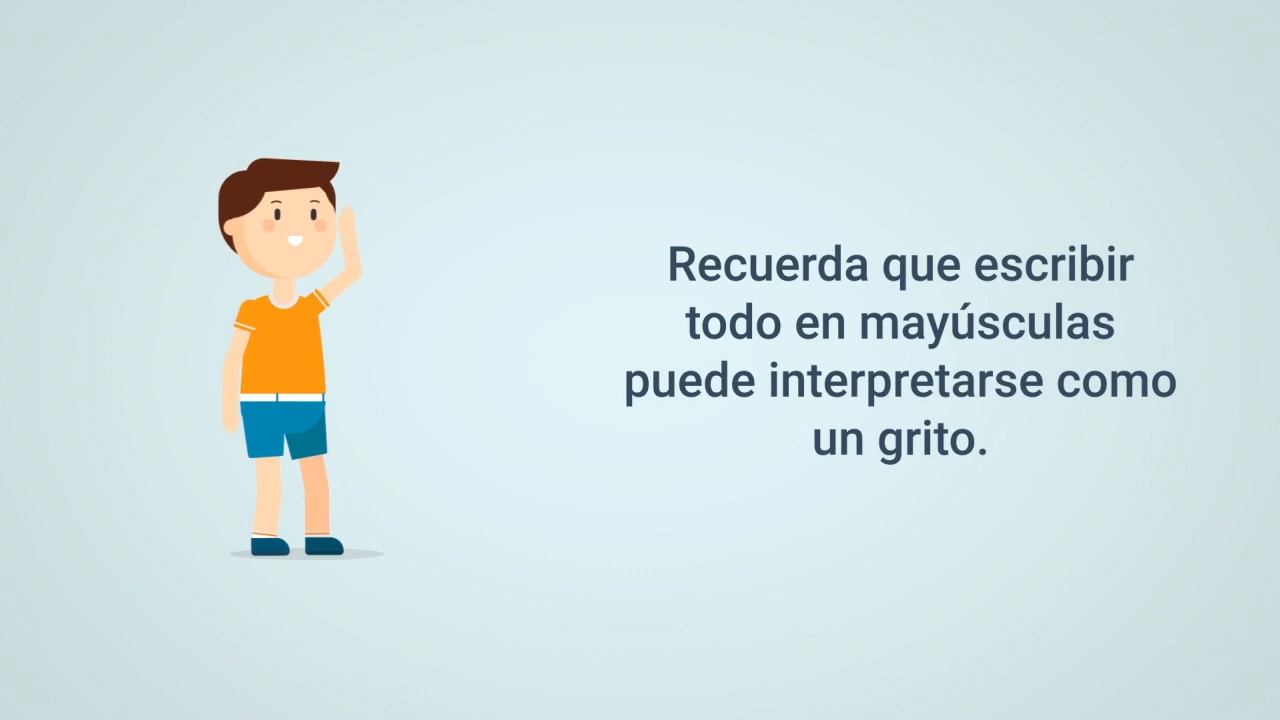 Recuerda que escribir
todo en mayúsculas
puede interpretarse como
un grito.